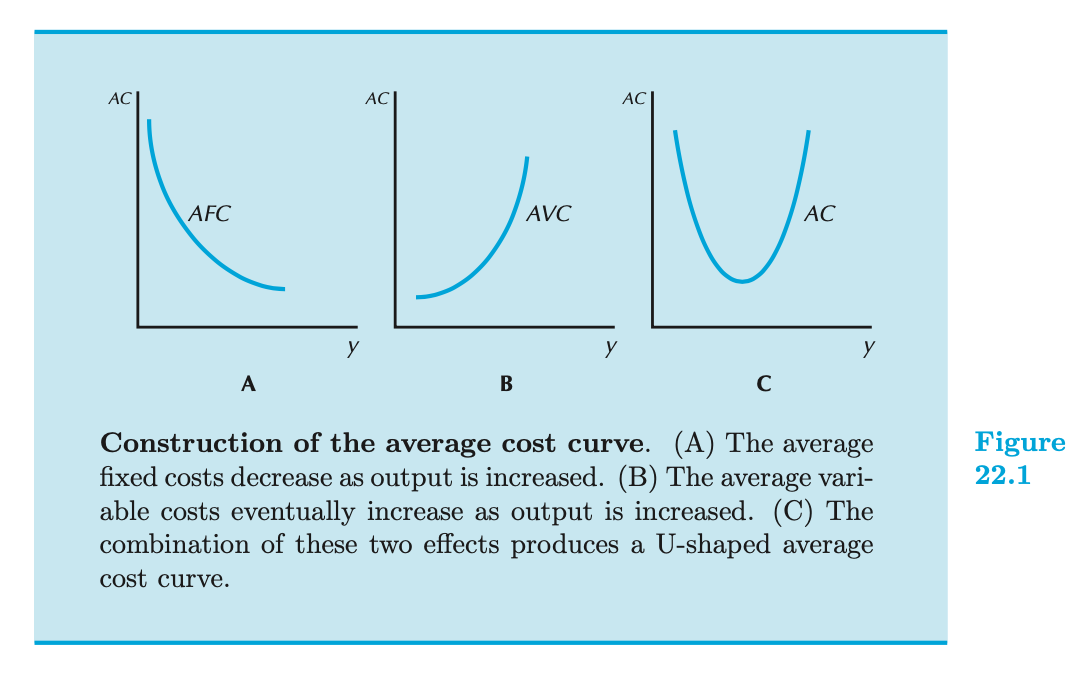 AC
AFC
y
A
AC
AVC
y
B
AC
AC
y
C
Construction of the average cost curve. (A) The average
fixed costs decrease as output is increased. (B) The average vari-
able costs eventually increase as output is increased. (C) The
combination of these two effects produces a U-shaped average
cost curve.
Figure
22.1